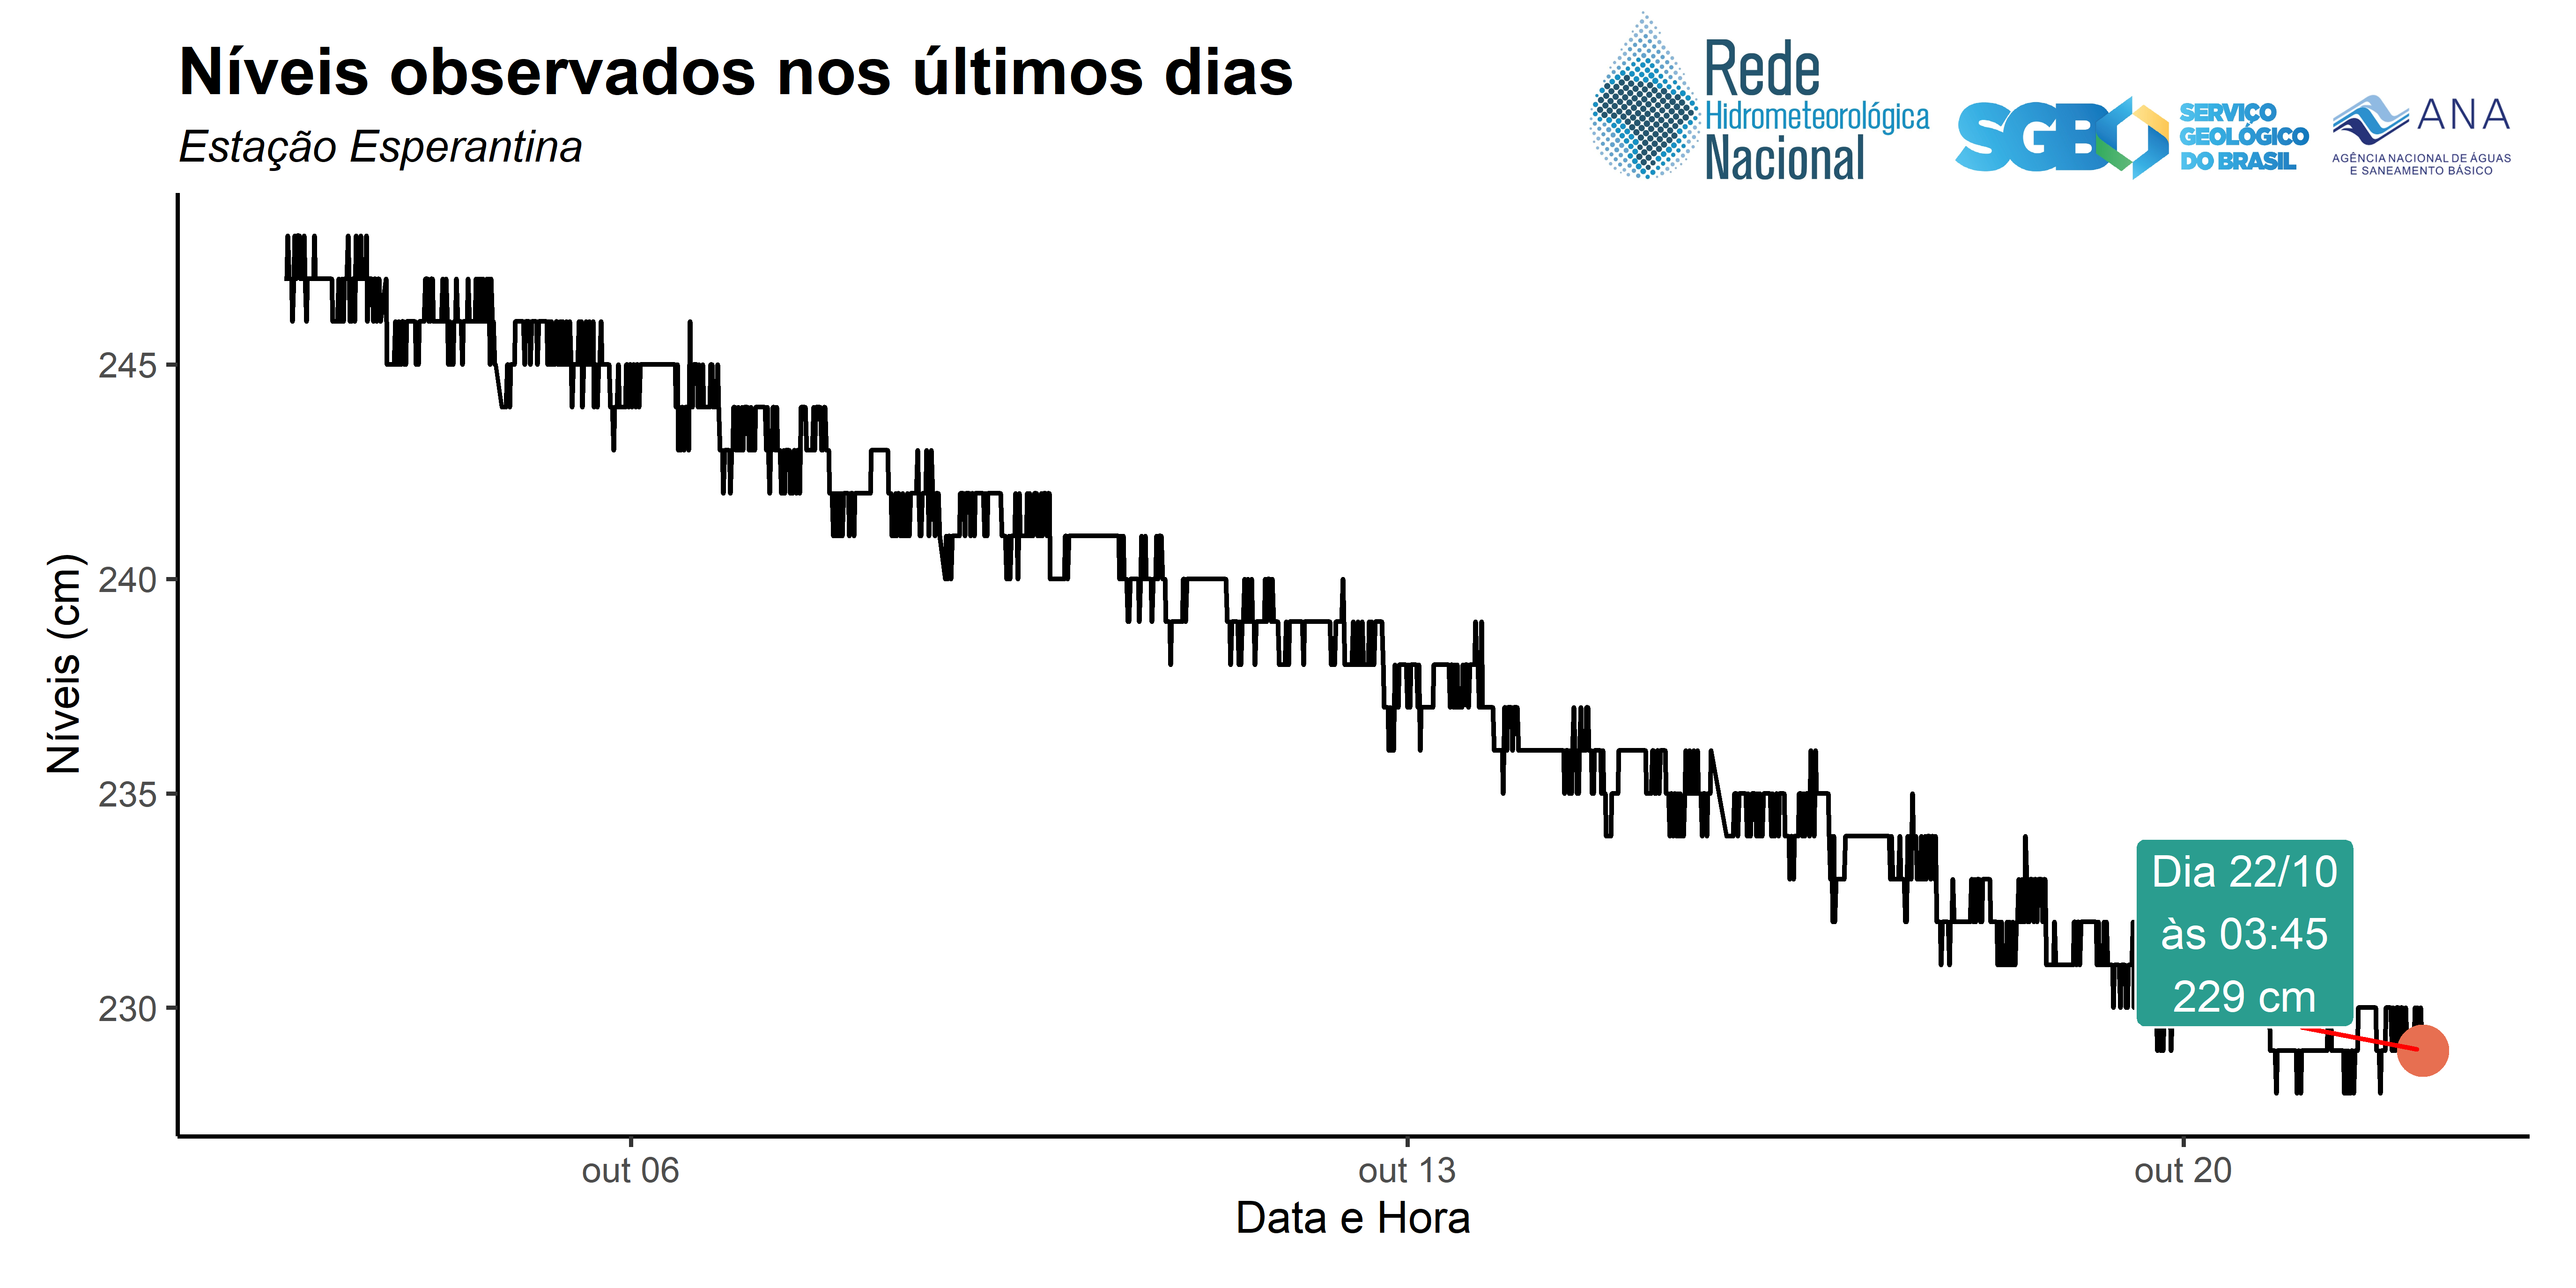 Níveis observados nos últimos dias
Estação Esperantina
Rede
Hidrometeorológica
Nacional
SGB
SERVIÇO
GEOLÓGICO
DO BRASIL
ANA
AGÊNCIA NACIONAL DE ÁGUAS
E SANEAMENTO BÁSICO
Níveis (cm)
245
240
235
230
Dia 22/10
às 03:45
229 cm
out 06
out 13
out 20
Data e Hora